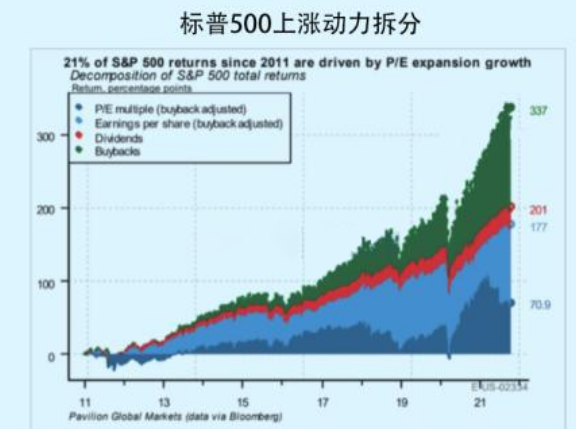 标普500上涨动力拆分
21% of S&P 500 returns since 2011 are driven by P/E expansion growth
Decomposition of S&P 500 total returns
Return, percentage points
P/E multiple (buyback adjusted)
Earnings per share (buyback adjusted)
Dividends
Buybacks
337
300
200
201
177
100
70.9
0
11 13 15 17 19 21
Pavilion Global Markets (data via Bloomberg)